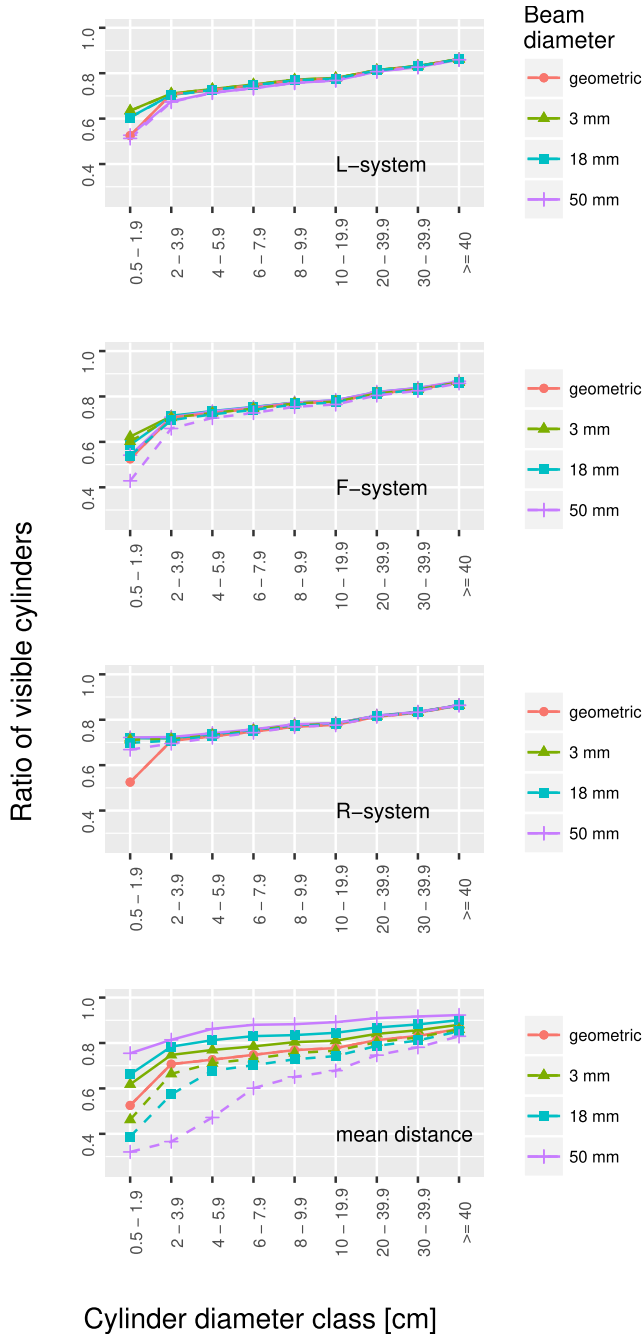 Beam
diameter
geometric
3 mm
18 mm
50 mm
1.0
0.8
0.6
0.4
L−system
0.5 − 1.9
2 − 3.9
4 − 5.9
6 − 7.9
8 − 9.9
10 − 19.9
20 − 39.9
30 − 39.9
>= 40
geometric
3 mm
18 mm
50 mm
1.0
0.8
0.6
0.4
F−system
0.5 − 1.9
2 − 3.9
4 − 5.9
6 − 7.9
8 − 9.9
10 − 19.9
20 − 39.9
30 − 39.9
>= 40
Ratio of visible cylinders
geometric
3 mm
18 mm
50 mm
1.0
0.8
0.6
0.4
R−system
0.5 − 1.9
2 − 3.9
4 − 5.9
6 − 7.9
8 − 9.9
10 − 19.9
20 − 39.9
30 − 39.9
>= 40
geometric
3 mm
18 mm
50 mm
1.0
0.8
0.6
0.4
mean distance
0.5 − 1.9
2 − 3.9
4 − 5.9
6 − 7.9
8 − 9.9
10 − 19.9
20 − 39.9
30 − 39.9
>= 40
Cylinder diameter class [cm]